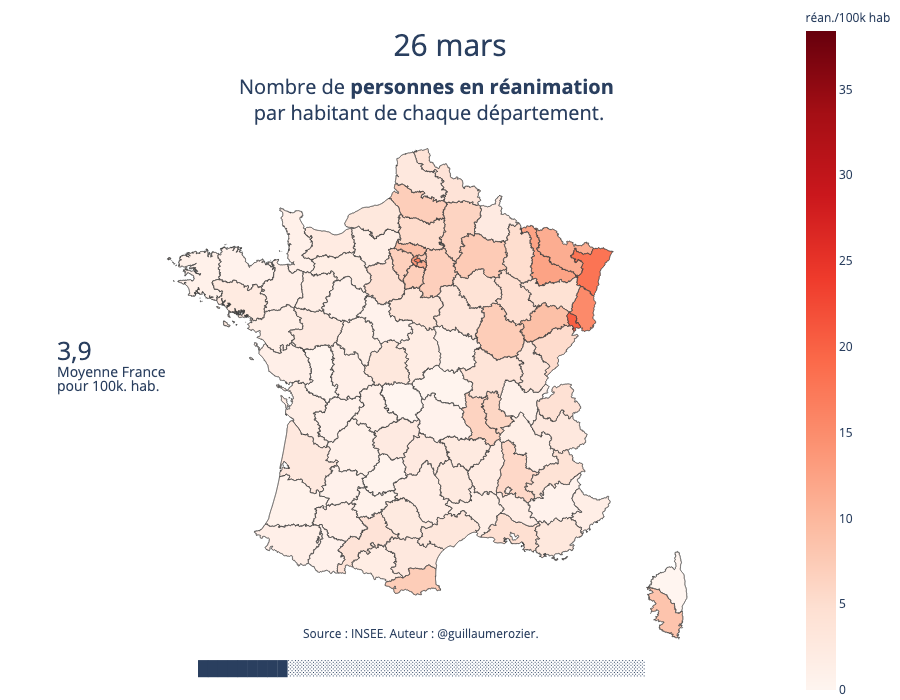 réan./100k hab
26 mars
Nombre de personnes en réanimation
par habitant de chaque département.
35
30
25
20
15
10
5
0
3,9
Moyenne France
pour 100k. hab.
Source : INSEE. Auteur : @guillaumerozier.